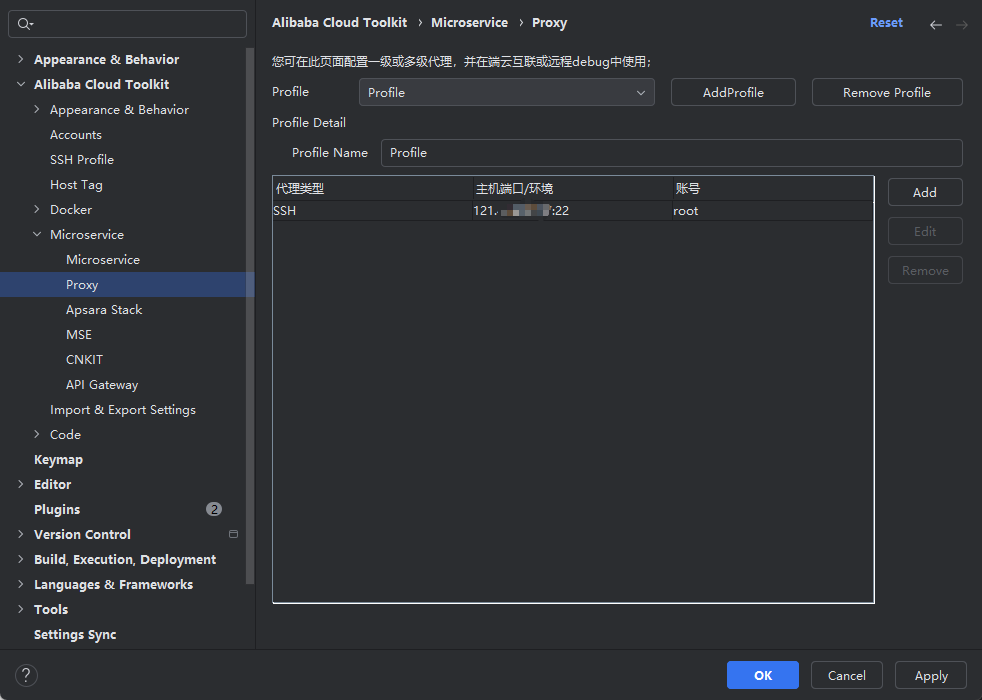 Alibaba Cloud Toolkit › Microservice › Proxy
Reset
Appearance & Behavior
Alibaba Cloud Toolkit
Appearance & Behavior
Accounts
SSH Profile
Host Tag
Docker
Microservice
Microservice
Proxy
Apsara Stack
MSE
CNKIT
API Gateway
Import & Export Settings
Code
Keymap
Editor
Plugins 2
Version Control
Build, Execution, Deployment
Languages & Frameworks
Tools
Settings Sync
您可在此页面配置一级或多级代理，并在端云互联或远程debug中使用；
Profile Profile AddProfile Remove Profile
Profile Detail
Profile Name Profile
代理类型 主机端口/环境 账号
SSH 121. :22 root
Add
Edit
Remove
?
OK Cancel Apply